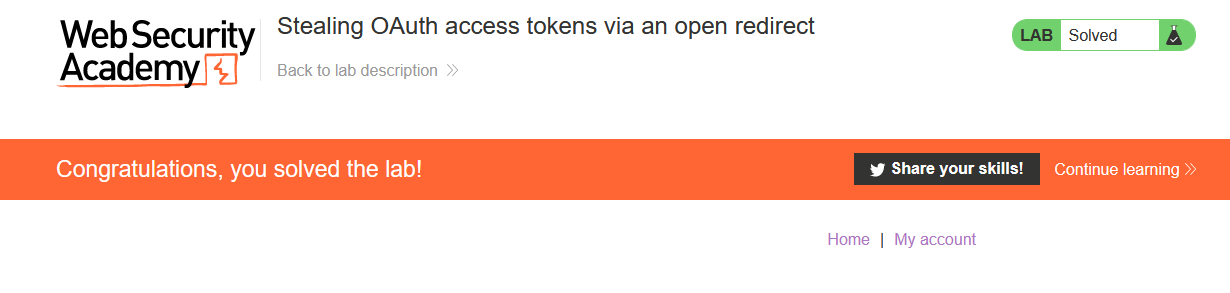 Web Security
Academy
Stealing OAuth access tokens via an open redirect
Back to lab description
LAB Solved
Congratulations, you solved the lab!
Share your skills!
Continue learning
Home | My account